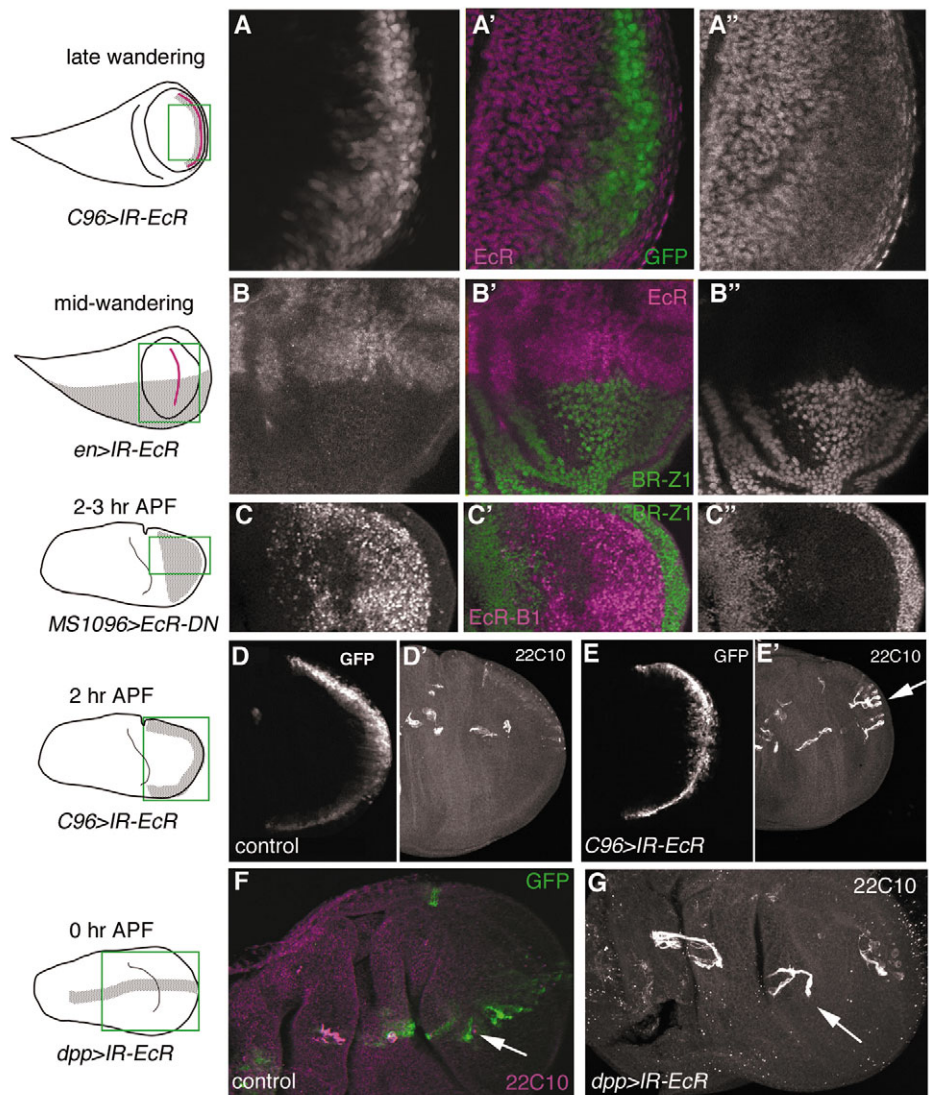 late wandering
C96>IR-EcR
A
A'
EcR
GFP
A"
mid-wandering
en>IR-EcR
B
B'
EcR
BR-Z1
B"
2-3 hr APF
MS1096>EcR-DN
C
C'
BR-Z1
EcR-B1
C"
2 hr APF
C96>IR-EcR
D
GFP
control
D'
22C10
E
GFP
C96>IR-EcR
E'
22C10
0 hr APF
dpp>IR-EcR
F
GFP
control
22C10
G
22C10
dpp>IR-EcR